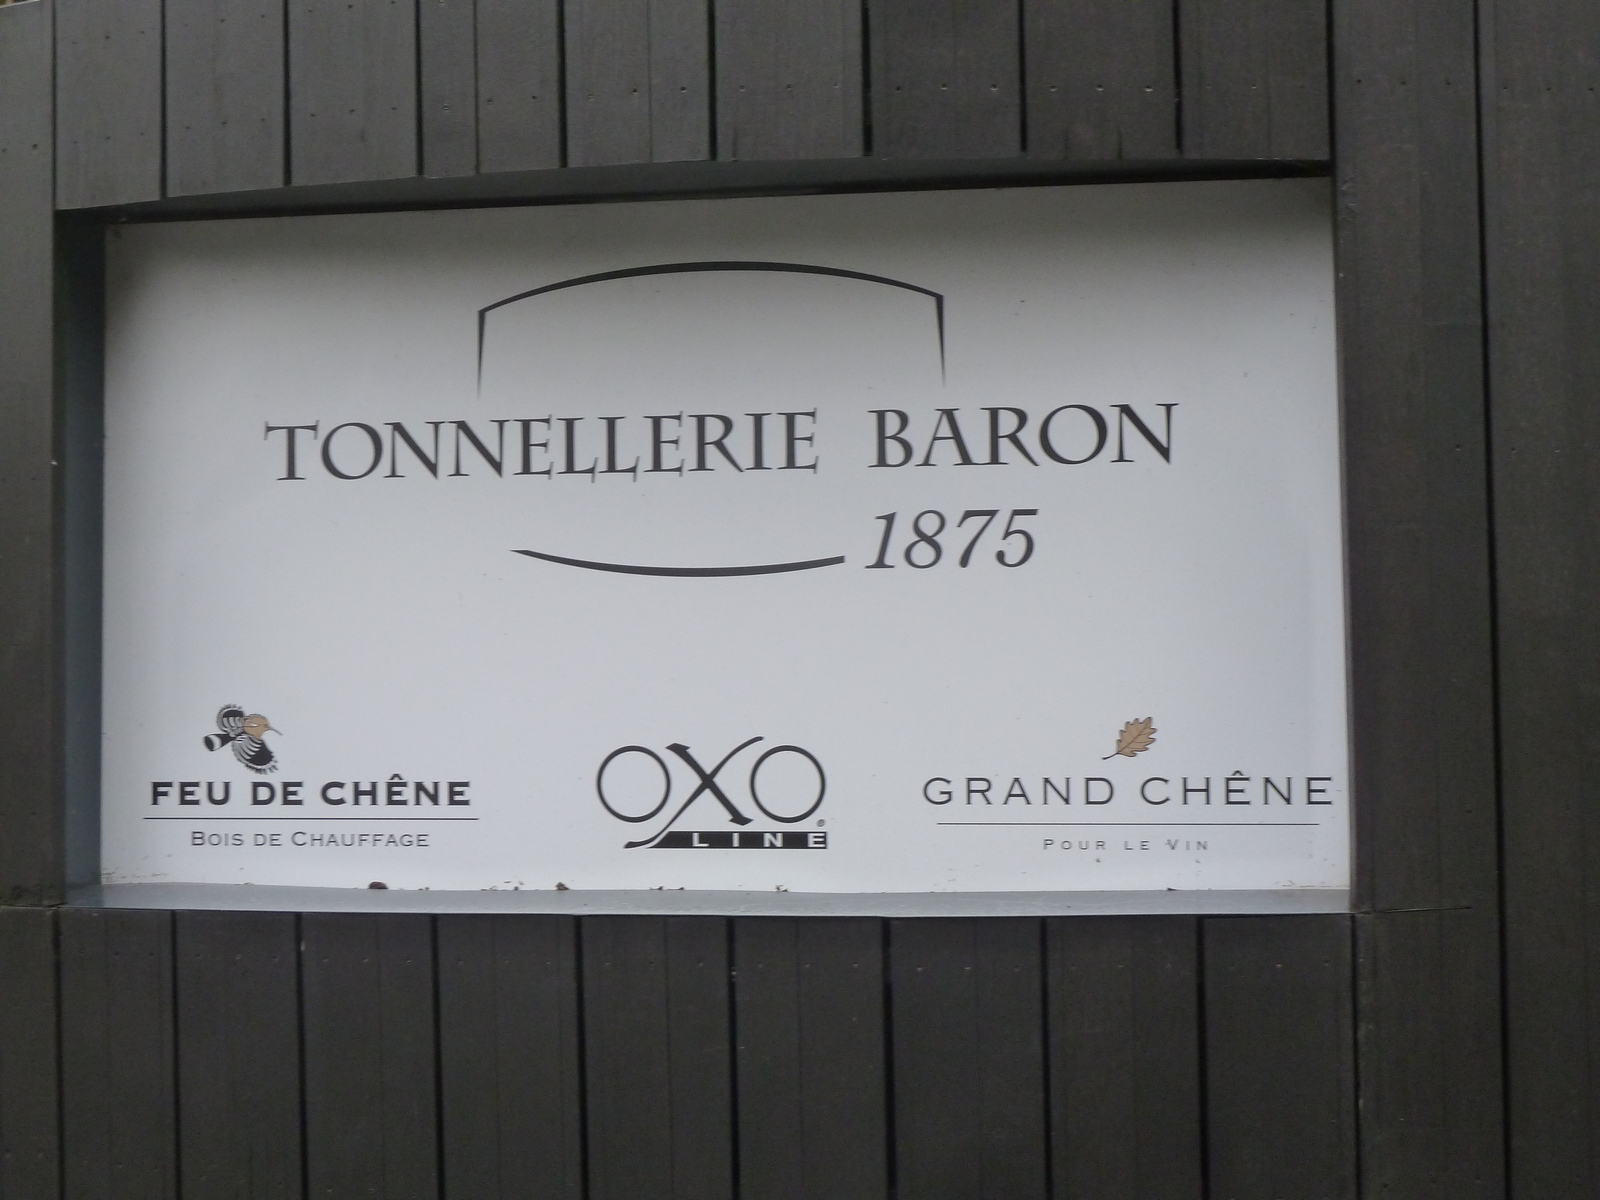 TONNELLERIE BARON
1875
FEU DE CHÊNE
BOIS DE CHAUFFAGE
OXO
LINE
GRAND CHÊNE
POUR LE VIN